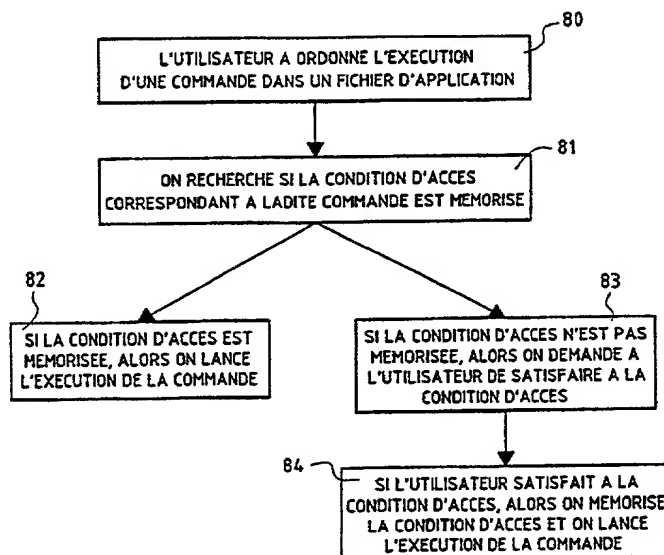 80
L'UTILISATEUR A ORDONNE L'EXECUTION
D'UNE COMMANDE DANS UN FICHIER D'APPLICATION
81
ON RECHERCHE SI LA CONDITION D'ACCES
CORRESPONDANT A LADITE COMMANDE EST MEMORISE
82
SI LA CONDITION D'ACCES EST
MEMORISEE, ALORS ON LANCE
L'EXECUTION DE LA COMMANDE
83
SI LA CONDITION D'ACCES N'EST PAS
MEMORISEE, ALORS ON DEMANDE A
L'UTILISATEUR DE SATISFAIRE A LA
CONDITION D'ACCES
84
SI L'UTILISATEUR SATISFAIT A LA
CONDITION D'ACCES, ALORS ON MEMORISE
LA CONDITION D'ACCES ET ON LANCE
L'EXECUTION DE LA COMMANDE